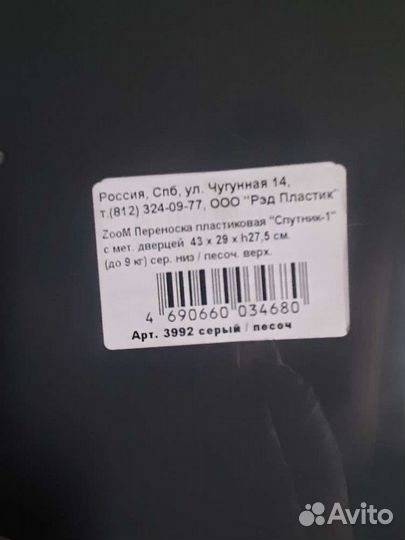 Россия, Спб, ул. Чугунная 14,
т.(812) 324-09-77, ООО "Рэд Пластик"
ZooM Переноска пластиковая "Спутник-1"
с мет. дверцей 43 x 29 x h27,5 см.
(до 9 кг) сер. низ / песоч. верх.
4 690660 034680
Арт. 3992 серый / песоч
Avito